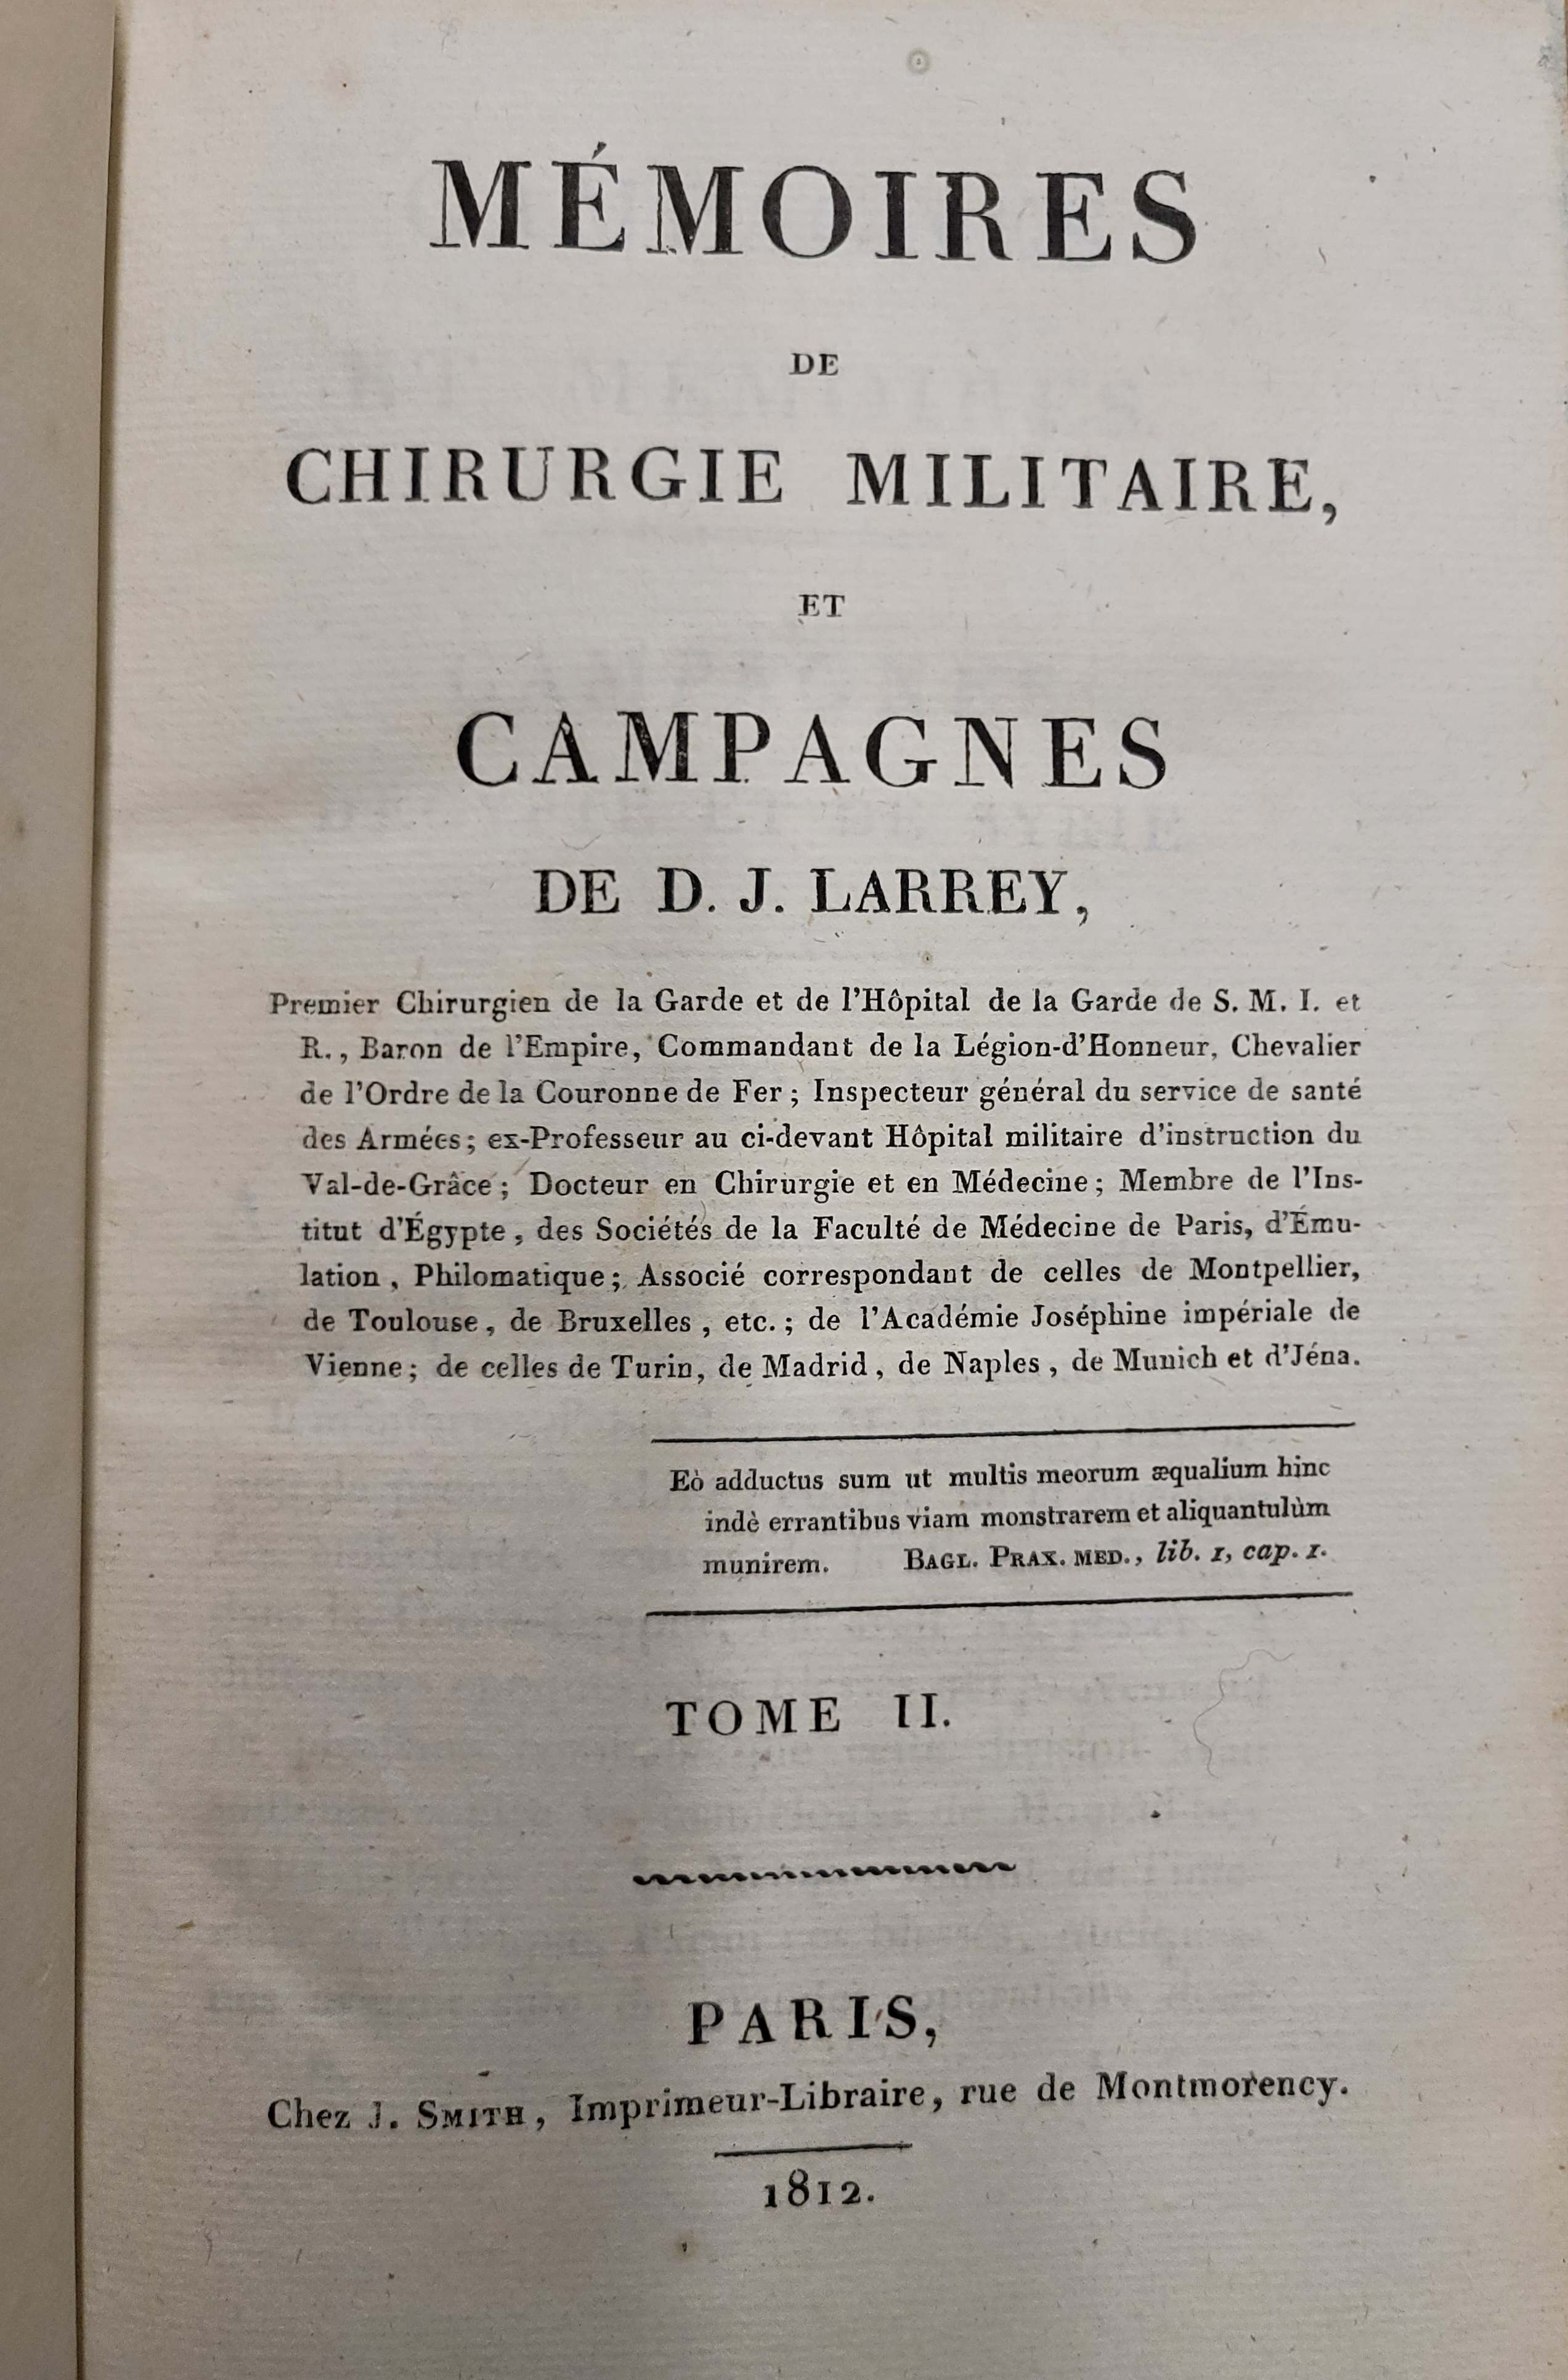 MÉMOIRES
DE
CHIRURGIE MILITAIRE,
ET
CAMPAGNES
DE D. J. LARREY,
Premier Chirurgien de la Garde et de l'Hôpital de la Garde de S. M. I. et
R., Baron de l'Empire, Commandant de la Légion-d'Honneur, Chevalier
de l'Ordre de la Couronne de Fer ; Inspecteur général du service de santé
des Armées ; ex-Professeur au ci-devant Hôpital militaire d'instruction du
Val-de-Grâce ; Docteur en Chirurgie et en Médecine ; Membre de l'Ins-
titut d'Égypte , des Sociétés de la Faculté de Médecine de Paris, d'Ému-
lation , Philomatique ; Associé correspondant de celles de Montpellier,
de Toulouse , de Bruxelles , etc. ; de l'Académie Joséphine impériale de
Vienne ; de celles de Turin, de Madrid , de Naples , de Munich et d'Jéna.
Eò adductus sum ut multis meorum æqualium hinc
indè errantibus viam monstrarem et aliquantulùm
munirem. BAGL. PRAX. MED., lib. 1, cap. 1.
TOME II.
PARIS,
Chez J. SMITH, Imprimeur-Libraire, rue de Montmorency.
1812.